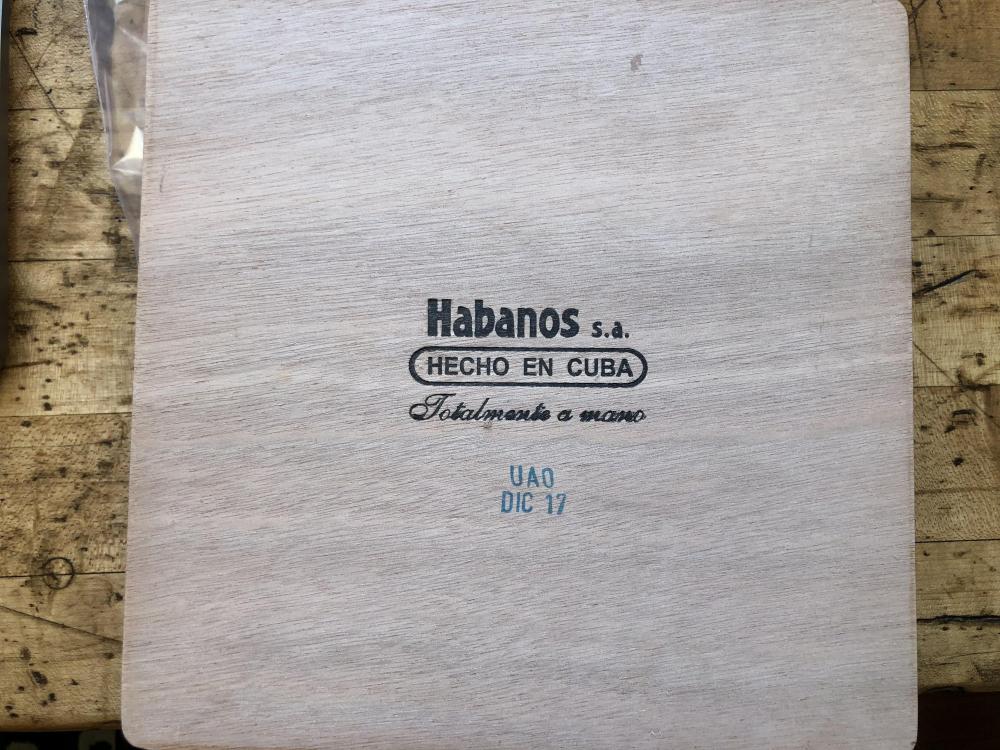 Habanos s.a.
HECHO EN CUBA
Totalmente a mano
UAO
DIC 17